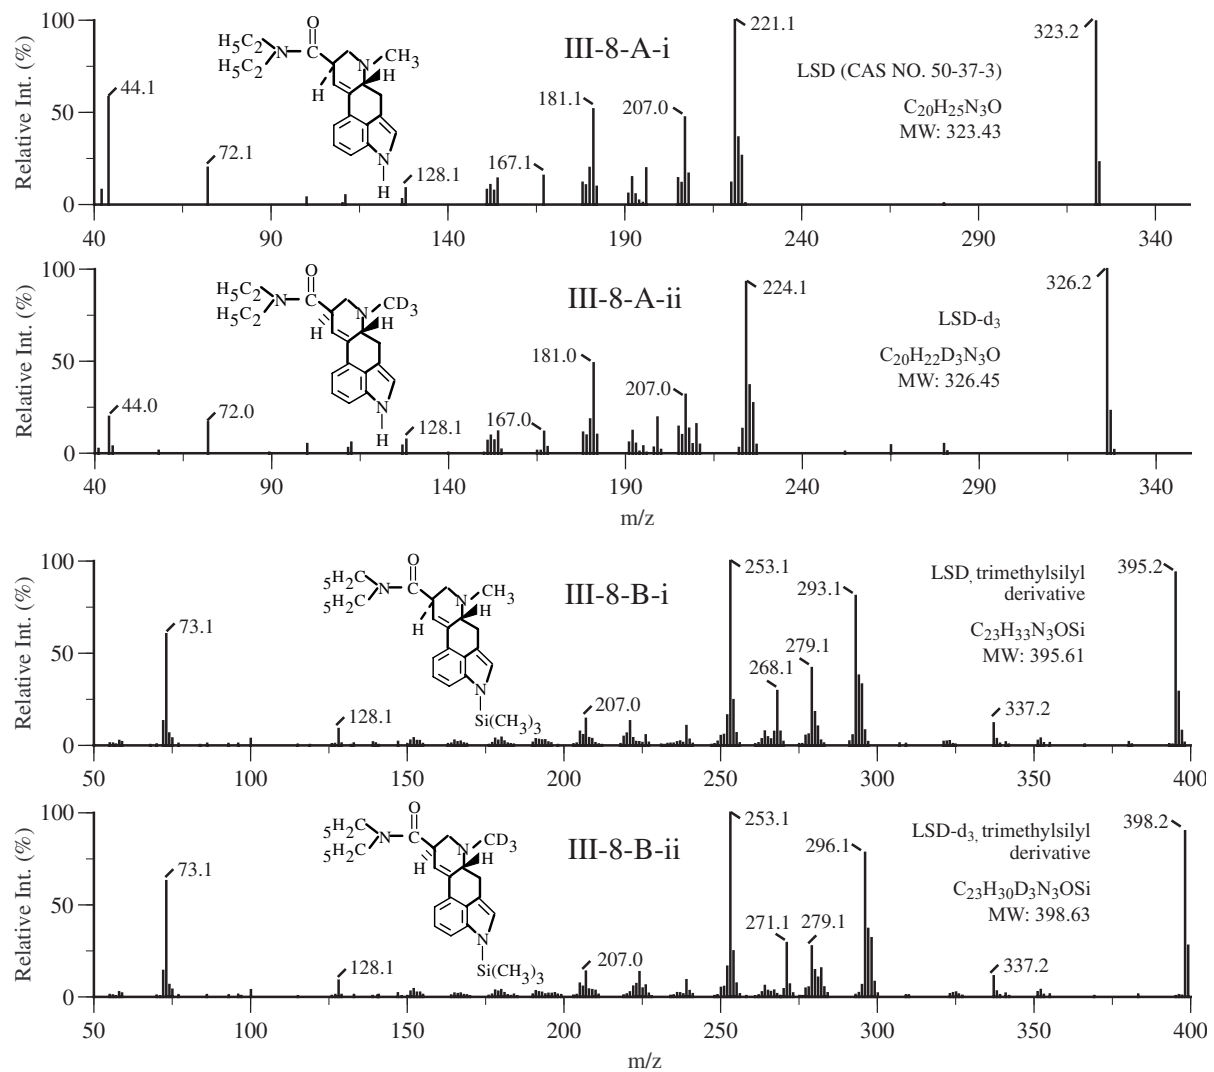 100
50
0
Relative Int. (%)
O
H₅C₂
H₅C₂
N
C
N
CH₃
H
H
N
H
III-8-A-i
LSD (CAS NO. 50-37-3)
C₂₀H₂₅N₃O
MW: 323.43
44.1
72.1
128.1
167.1
181.1
207.0
221.1
323.2
40 90 140 190 240 290 340
100
50
0
Relative Int. (%)
O
H₅C₂
H₅C₂
N
C
N
CD₃
H
H
N
H
III-8-A-ii
LSD-d₃
C₂₀H₂₂D₃N₃O
MW: 326.45
44.0
72.0
128.1
167.0
181.0
207.0
224.1
326.2
40 90 140 190 240 290 340
m/z
100
50
0
Relative Int. (%)
O
₅H₂C
₅H₂C
N
C
N
CH₃
H
H
N
Si(CH₃)₃
III-8-B-i
LSD, trimethylsilyl
derivative
C₂₃H₃₃N₃OSi
MW: 395.61
73.1
128.1
207.0
253.1
268.1
279.1
293.1
337.2
395.2
50 100 150 200 250 300 350 400
100
50
0
Relative Int. (%)
O
₅H₂C
₅H₂C
N
C
N
CD₃
H
H
N
Si(CH₃)₃
III-8-B-ii
LSD-d₃, trimethylsilyl
derivative
C₂₃H₃₀D₃N₃OSi
MW: 398.63
73.1
128.1
207.0
253.1
271.1
279.1
296.1
337.2
398.2
50 100 150 200 250 300 350 400
m/z